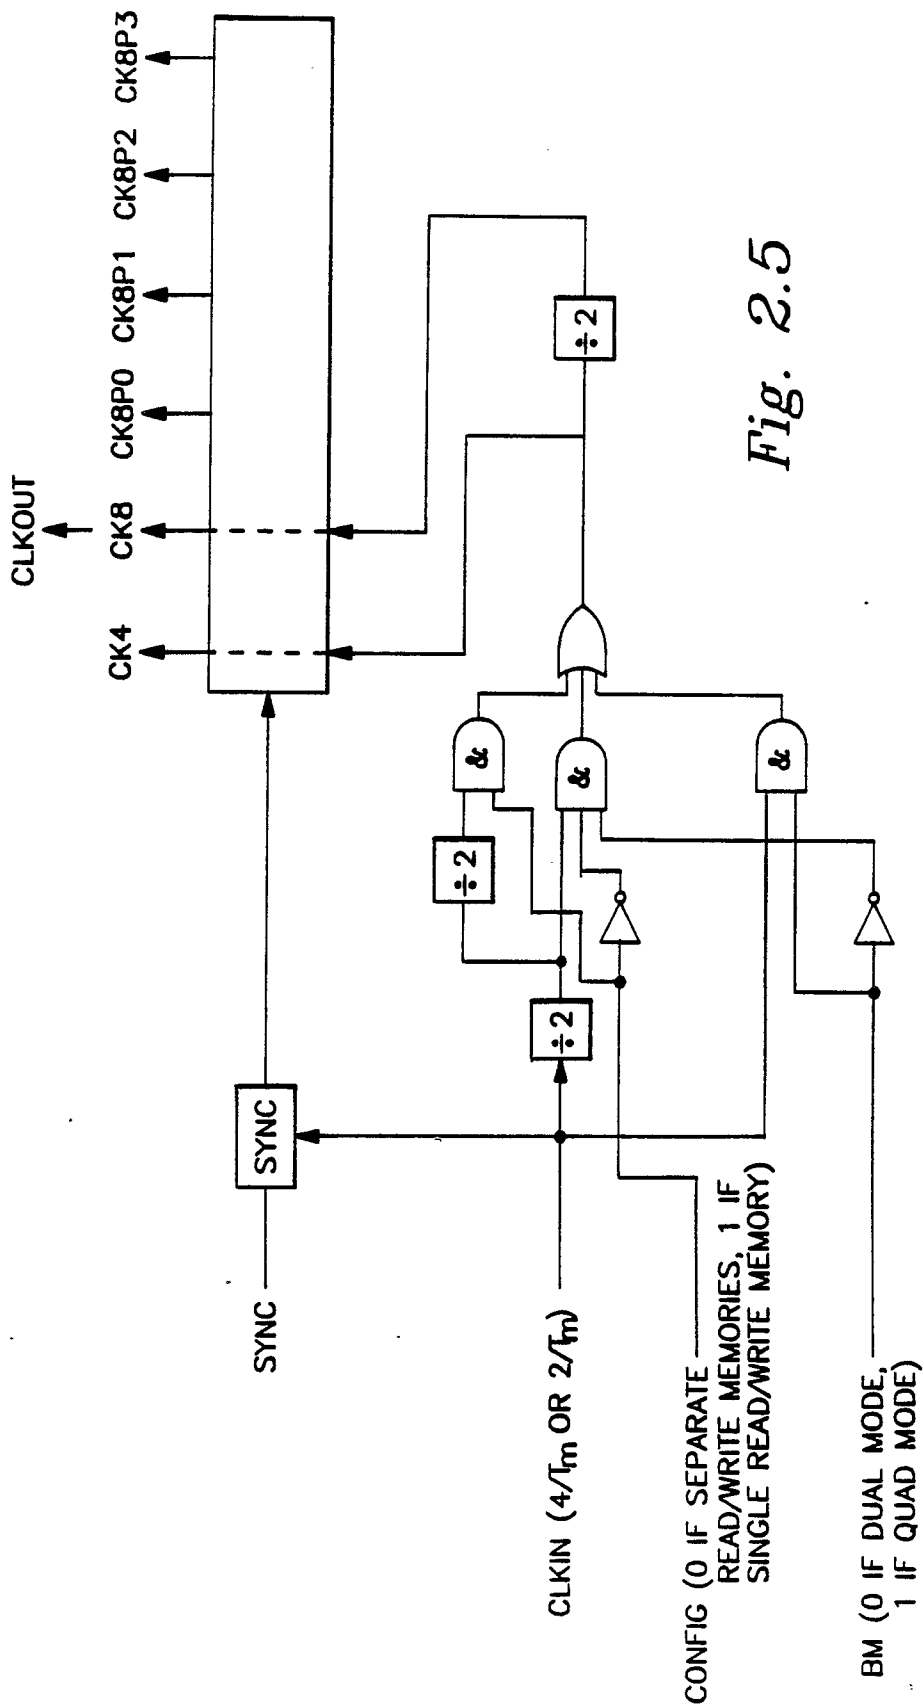 CLKOUT
CK4
CK8
CK8P0
CK8P1
CK8P2
CK8P3
SYNC
SYNC
÷2
&
÷2
÷2
&
&
÷2
CLKIN (4/Tm OR 2/Tm)
CONFIG (0 IF SEPARATE
READ/WRITE MEMORIES, 1 IF
SINGLE READ/WRITE MEMORY)
BM (0 IF DUAL MODE,
1 IF QUAD MODE)
Fig. 2.5